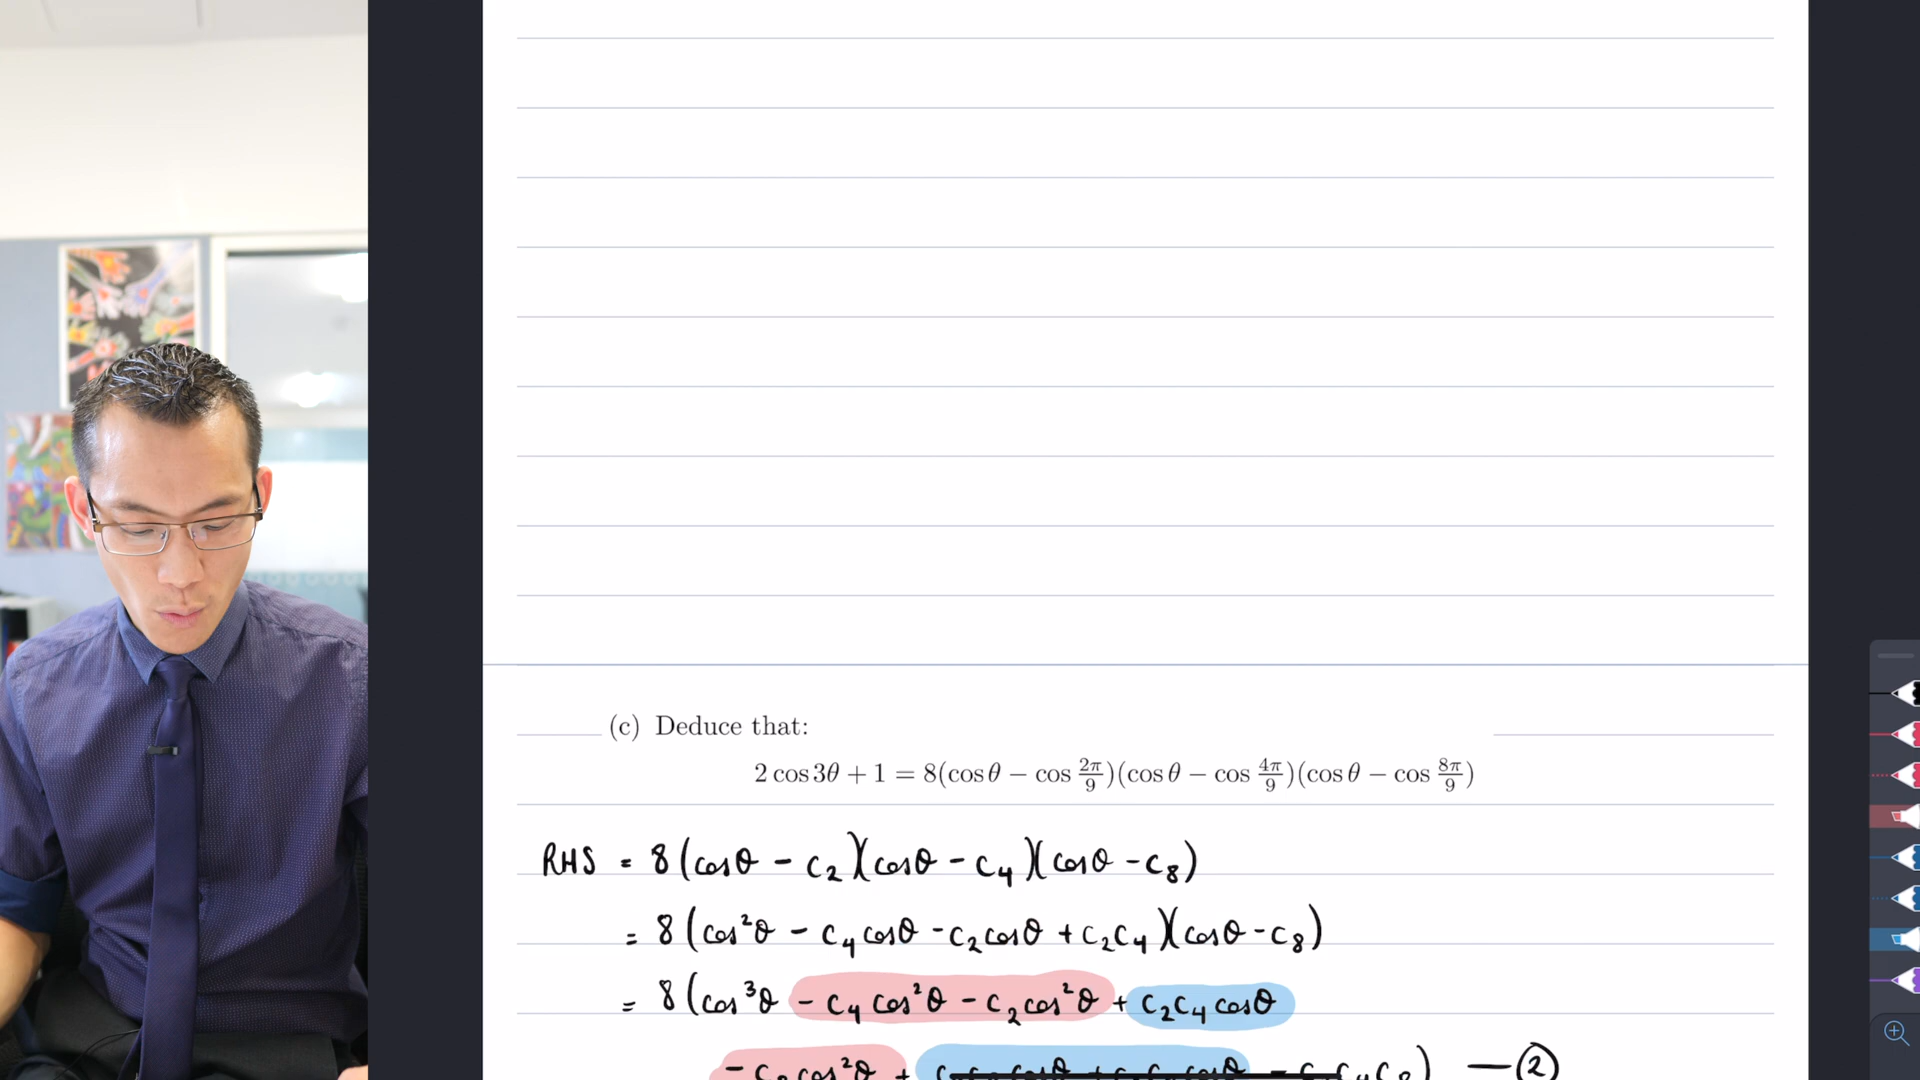 (c) Deduce that:
2 cos 3θ + 1 = 8(cos θ − cos 2π/9)(cos θ − cos 4π/9)(cos θ − cos 8π/9)
RHS = 8(cosθ - c₂)(cosθ - c₄)(cosθ - c₈)
= 8(cos²θ - c₄cosθ - c₂cosθ + c₂c₄)(cosθ - c₈)
= 8(cos³θ - c₄cos²θ - c₂cos²θ + c₂c₄cosθ
- c₈cos²θ + — ②